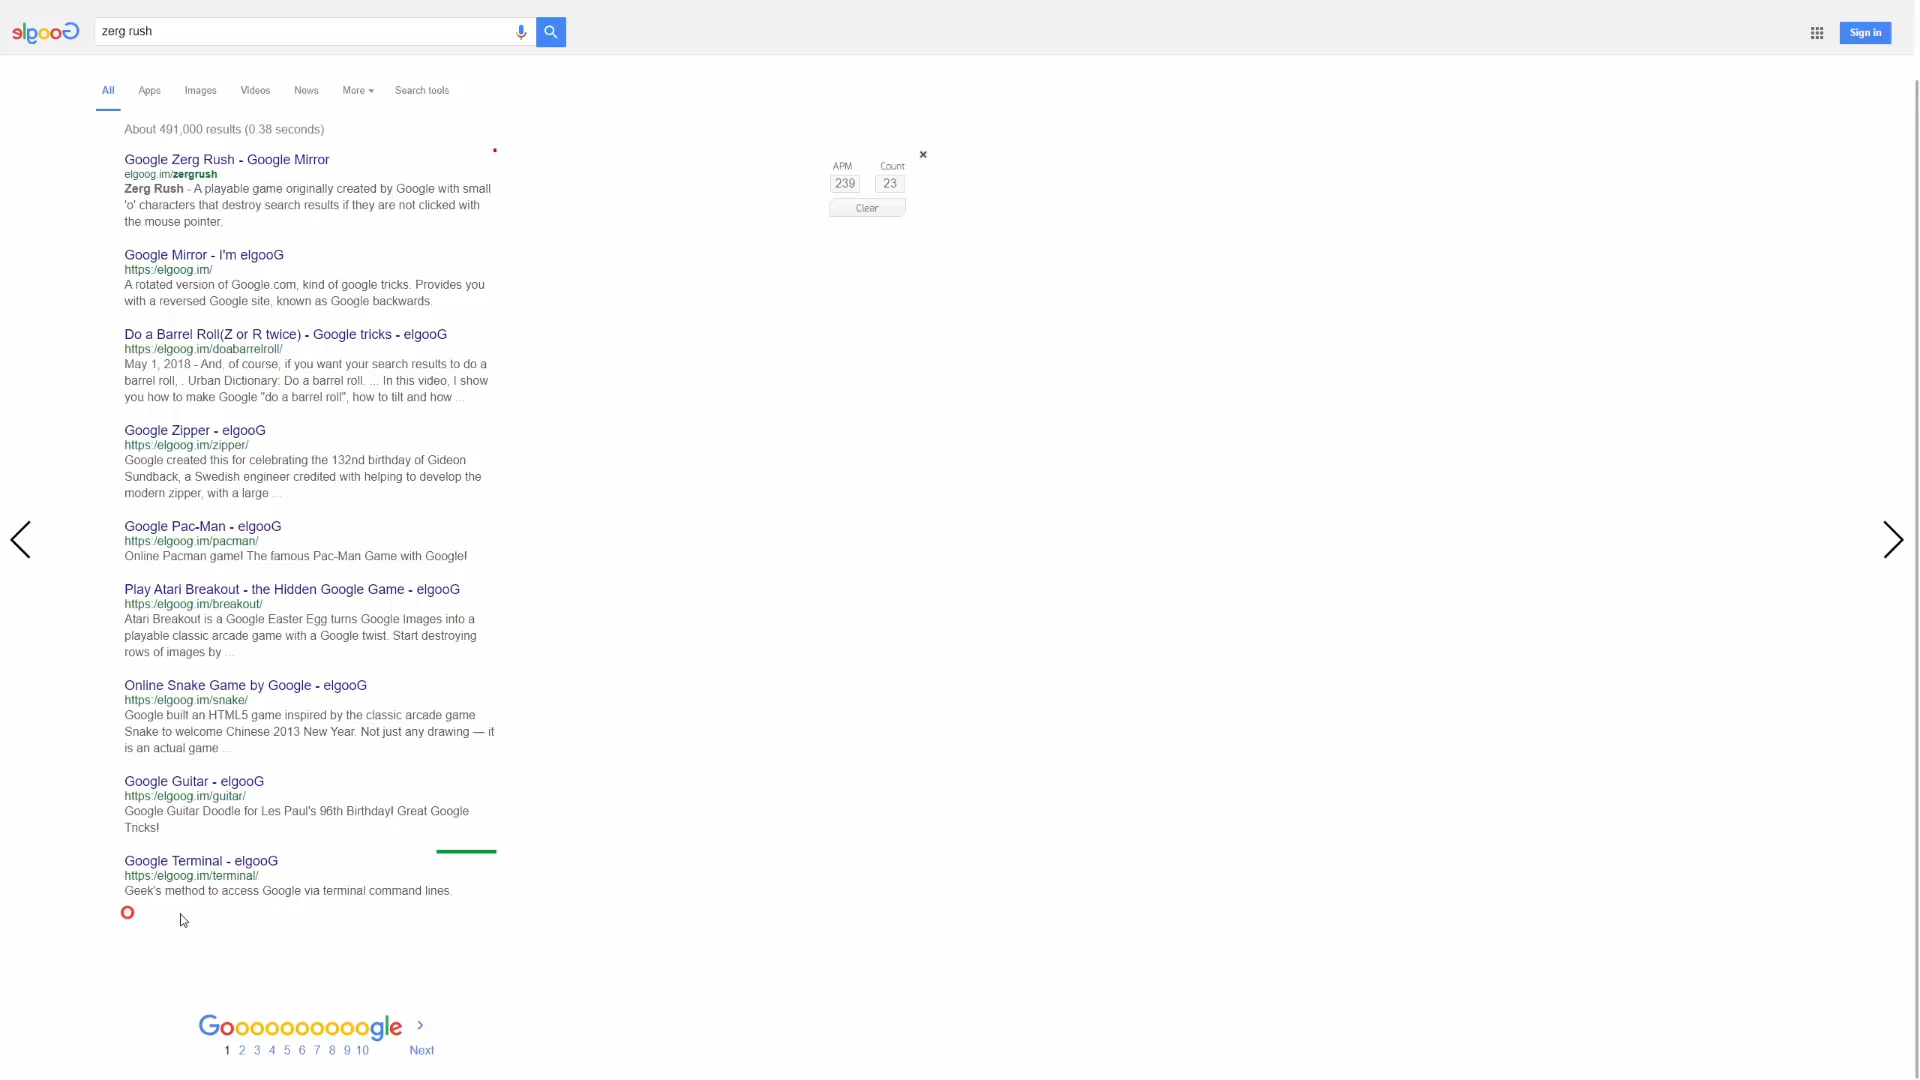 elgooG
zerg rush
Sign in
All Apps Images Videos News More Search tools
About 491,000 results (0.38 seconds)
Google Zerg Rush - Google Mirror
elgoog.im/zergrush
Zerg Rush - A playable game originally created by Google with small
'o' characters that destroy search results if they are not clicked with
the mouse pointer.
APM Count
239 23
Clear
Google Mirror - I'm elgooG
https:/elgoog.im/
A rotated version of Google.com, kind of google tricks. Provides you
with a reversed Google site, known as Google backwards.
Do a Barrel Roll(Z or R twice) - Google tricks - elgooG
https:/elgoog.im/doabarrelroll/
May 1, 2018 - And, of course, if you want your search results to do a
barrel roll, . Urban Dictionary: Do a barrel roll. ... In this video, I show
you how to make Google "do a barrel roll", how to tilt and how ...
Google Zipper - elgooG
https:/elgoog.im/zipper/
Google created this for celebrating the 132nd birthday of Gideon
Sundback, a Swedish engineer credited with helping to develop the
modern zipper, with a large ...
Google Pac-Man - elgooG
https:/elgoog.im/pacman/
Online Pacman game! The famous Pac-Man Game with Google!
Play Atari Breakout - the Hidden Google Game - elgooG
https:/elgoog.im/breakout/
Atari Breakout is a Google Easter Egg turns Google Images into a
playable classic arcade game with a Google twist. Start destroying
rows of images by ...
Online Snake Game by Google - elgooG
https:/elgoog.im/snake/
Google built an HTML5 game inspired by the classic arcade game
Snake to welcome Chinese 2013 New Year. Not just any drawing — it
is an actual game ...
Google Guitar - elgooG
https:/elgoog.im/guitar/
Google Guitar Doodle for Les Paul's 96th Birthday! Great Google
Tricks!
Google Terminal - elgooG
https:/elgoog.im/terminal/
Geek's method to access Google via terminal command lines.
Goooooooooogle
1 2 3 4 5 6 7 8 9 10 Next